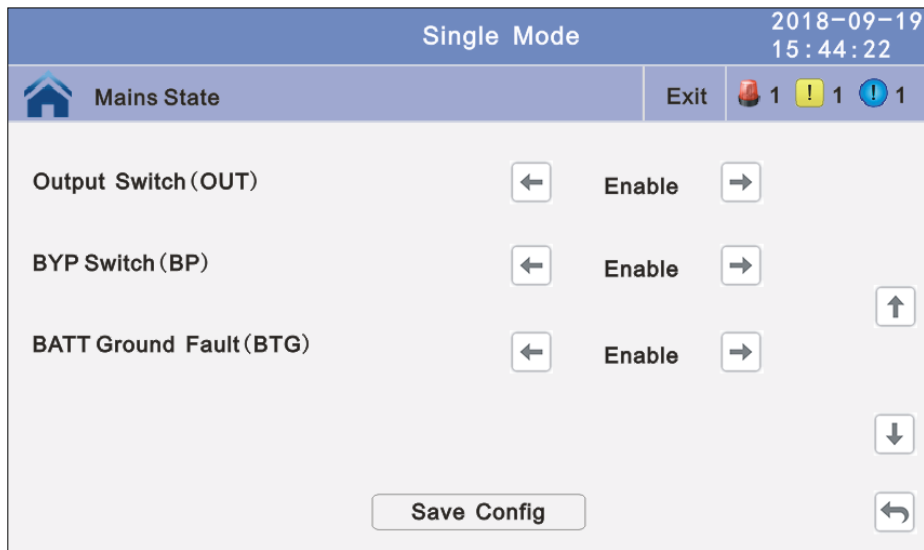 Single Mode
2018-09-19
15:44:22
Mains State
Exit
1
! 1
! 1
Output Switch(OUT)
Enable
BYP Switch(BP)
Enable
BATT Ground Fault(BTG)
Enable
Save Config